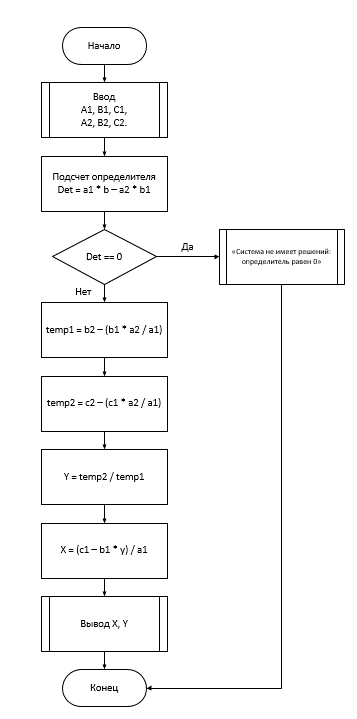 Начало
Ввод
A1, B1, C1,
A2, B2, C2.
Подсчет определителя
Det = a1 * b – a2 * b1
Det == 0
Да
«Система не имеет решений:
определитель равен 0»
Нет
temp1 = b2 – (b1 * a2 / a1)
temp2 = c2 – (c1 * a2 / a1)
Y = temp2 / temp1
X = (c1 – b1 * y) / a1
Вывод X, Y
Конец